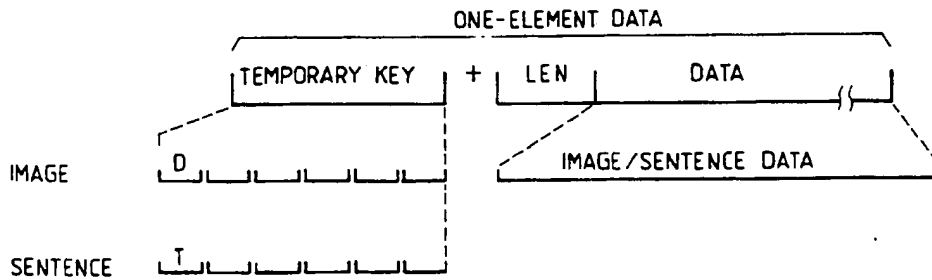 ONE-ELEMENT DATA
TEMPORARY KEY + LEN DATA
IMAGE D IMAGE/SENTENCE DATA
SENTENCE T